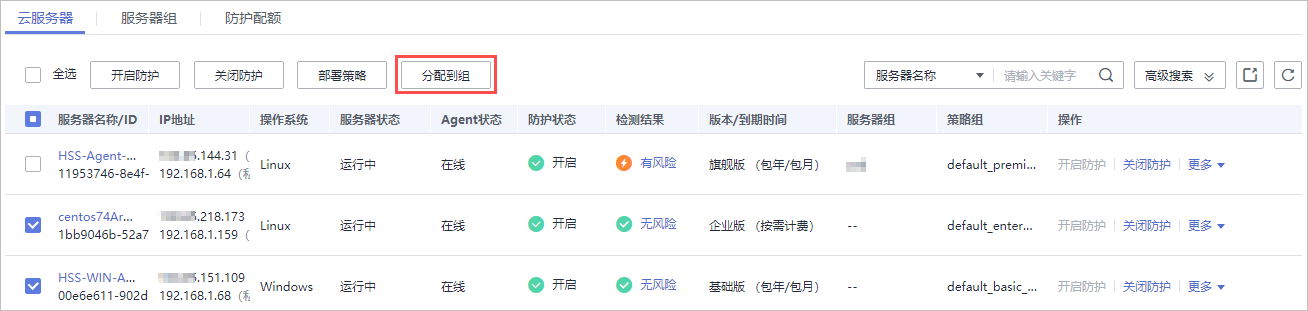 云服务器 服务器组 防护配额
全选 开启防护 关闭防护 部署策略 分配到组 服务器名称 请输入关键字 高级搜索
服务器名称/ID IP地址 操作系统 服务器状态 Agent状态 防护状态 检测结果 版本/到期时间 服务器组 策略组 操作
HSS-Agent-... .144.31 (
Linux 运行中 在线 开启 有风险 旗舰版 (包年/包月) default_premi... 开启防护 关闭防护 更多
11953746-8e4f- 192.168.1.64 (私
centos74Ar... .218.173
Linux 运行中 在线 开启 无风险 企业版 (按需计费) -- default_enter... 开启防护 关闭防护 更多
1bb9046b-52a7 192.168.1.159 (
HSS-WIN-A... .151.109
Windows 运行中 在线 开启 无风险 基础版 (包年/包月) -- default_basic_... 开启防护 关闭防护 更多
00e6e611-902d 192.168.1.68 (私